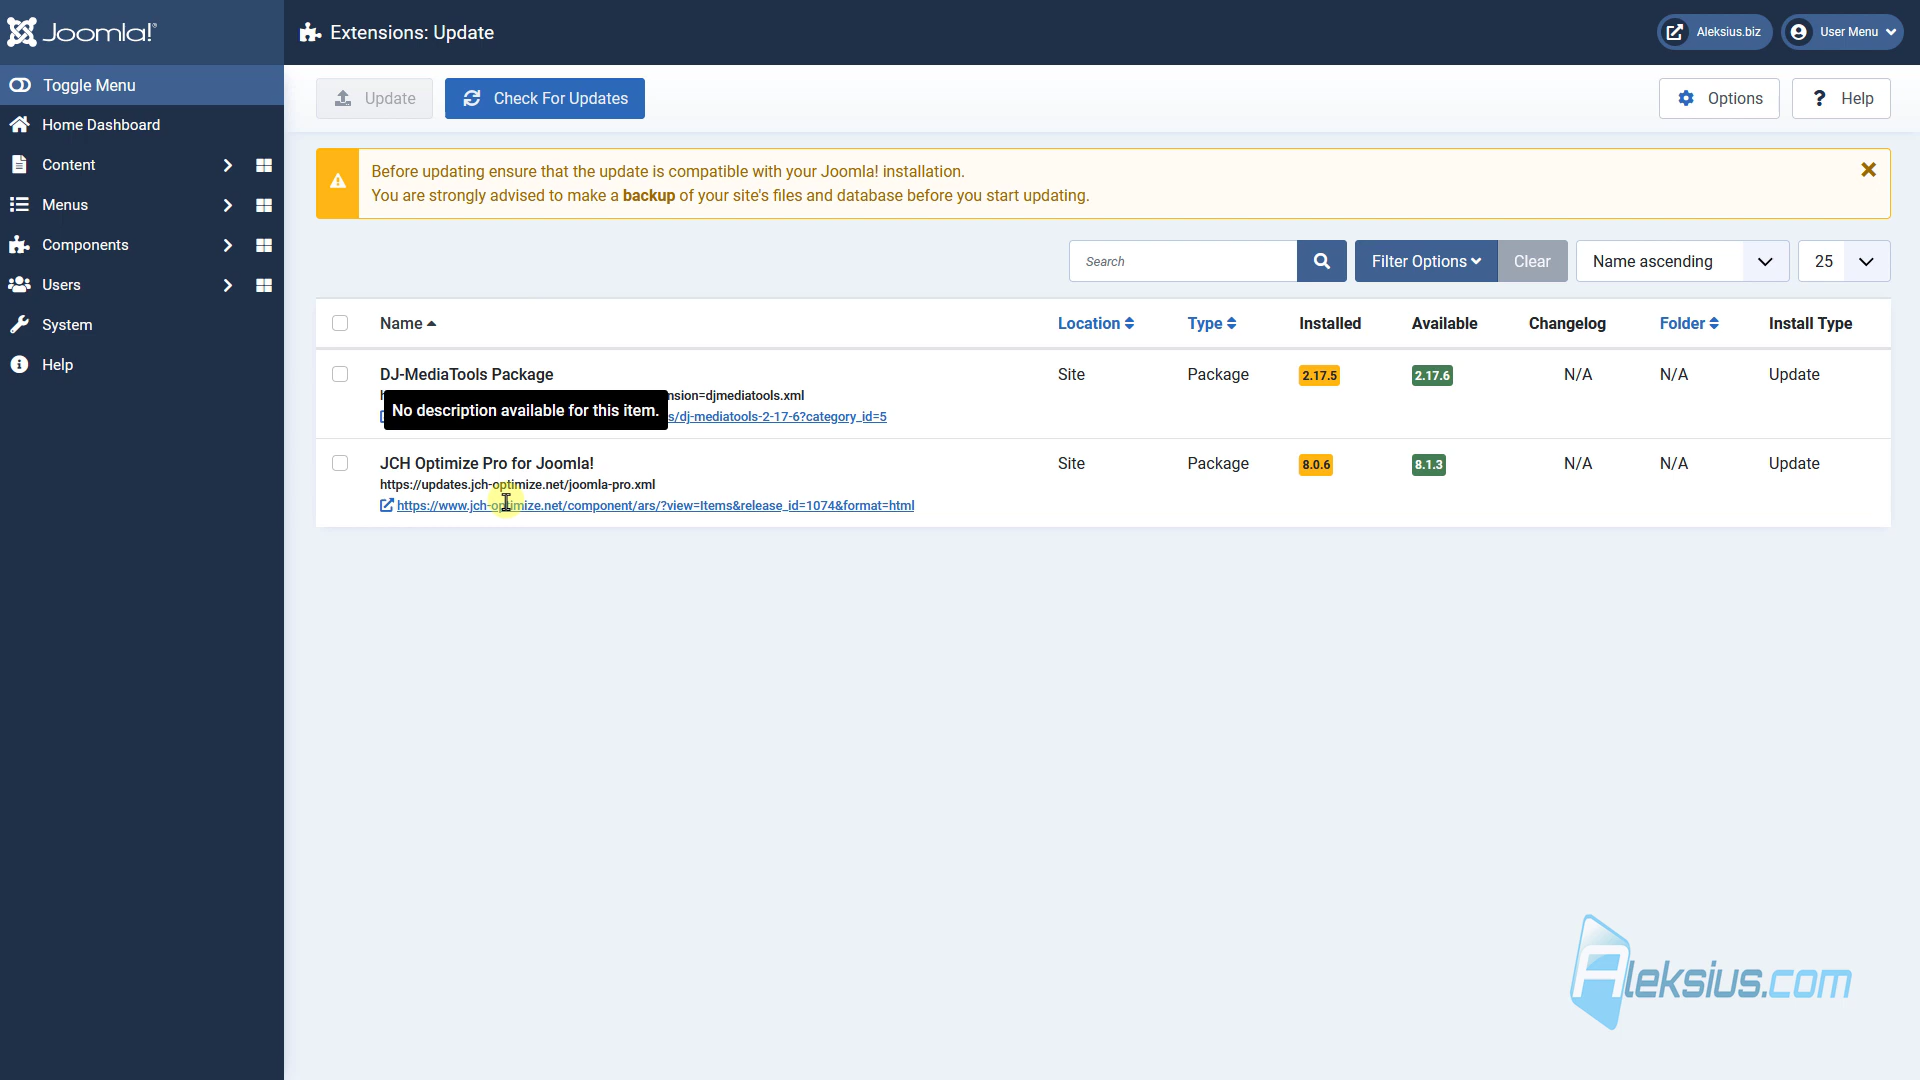 Joomla!
Extensions: Update
Aleksius.biz
User Menu
Toggle Menu
Home Dashboard
Content
Menus
Components
Users
System
Help
Update
Check For Updates
Options
? Help
Before updating ensure that the update is compatible with your Joomla! installation.
You are strongly advised to make a backup of your site's files and database before you start updating.
Search
Filter Options
Clear
Name ascending
25
Name
Location
Type
Installed
Available
Changelog
Folder
Install Type
DJ-MediaTools Package
Site
Package
2.17.5
2.17.6
N/A
N/A
Update
nsion=djmediatools.xml
No description available for this item.
s/dj-mediatools-2-17-6?category_id=5
JCH Optimize Pro for Joomla!
Site
Package
8.0.6
8.1.3
N/A
N/A
Update
https://updates.jch-optimize.net/joomla-pro.xml
https://www.jch-optimize.net/component/ars/?view=Items&release_id=1074&format=html
Aleksius.com